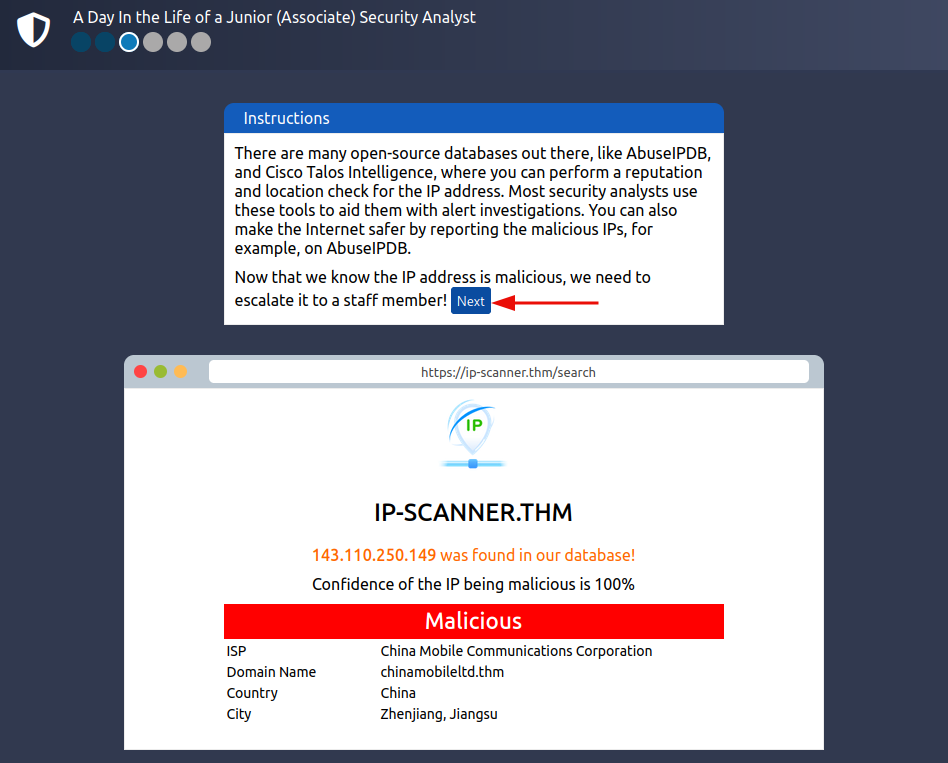 A Day In the Life of a Junior (Associate) Security Analyst
Instructions
There are many open-source databases out there, like AbuseIPDB,
and Cisco Talos Intelligence, where you can perform a reputation
and location check for the IP address. Most security analysts use
these tools to aid them with alert investigations. You can also
make the Internet safer by reporting the malicious IPs, for
example, on AbuseIPDB.
Now that we know the IP address is malicious, we need to
escalate it to a staff member! Next
https://ip-scanner.thm/search
IP
IP-SCANNER.THM
143.110.250.149 was found in our database!
Confidence of the IP being malicious is 100%
Malicious
ISP China Mobile Communications Corporation
Domain Name chinamobileltd.thm
Country China
City Zhenjiang, Jiangsu